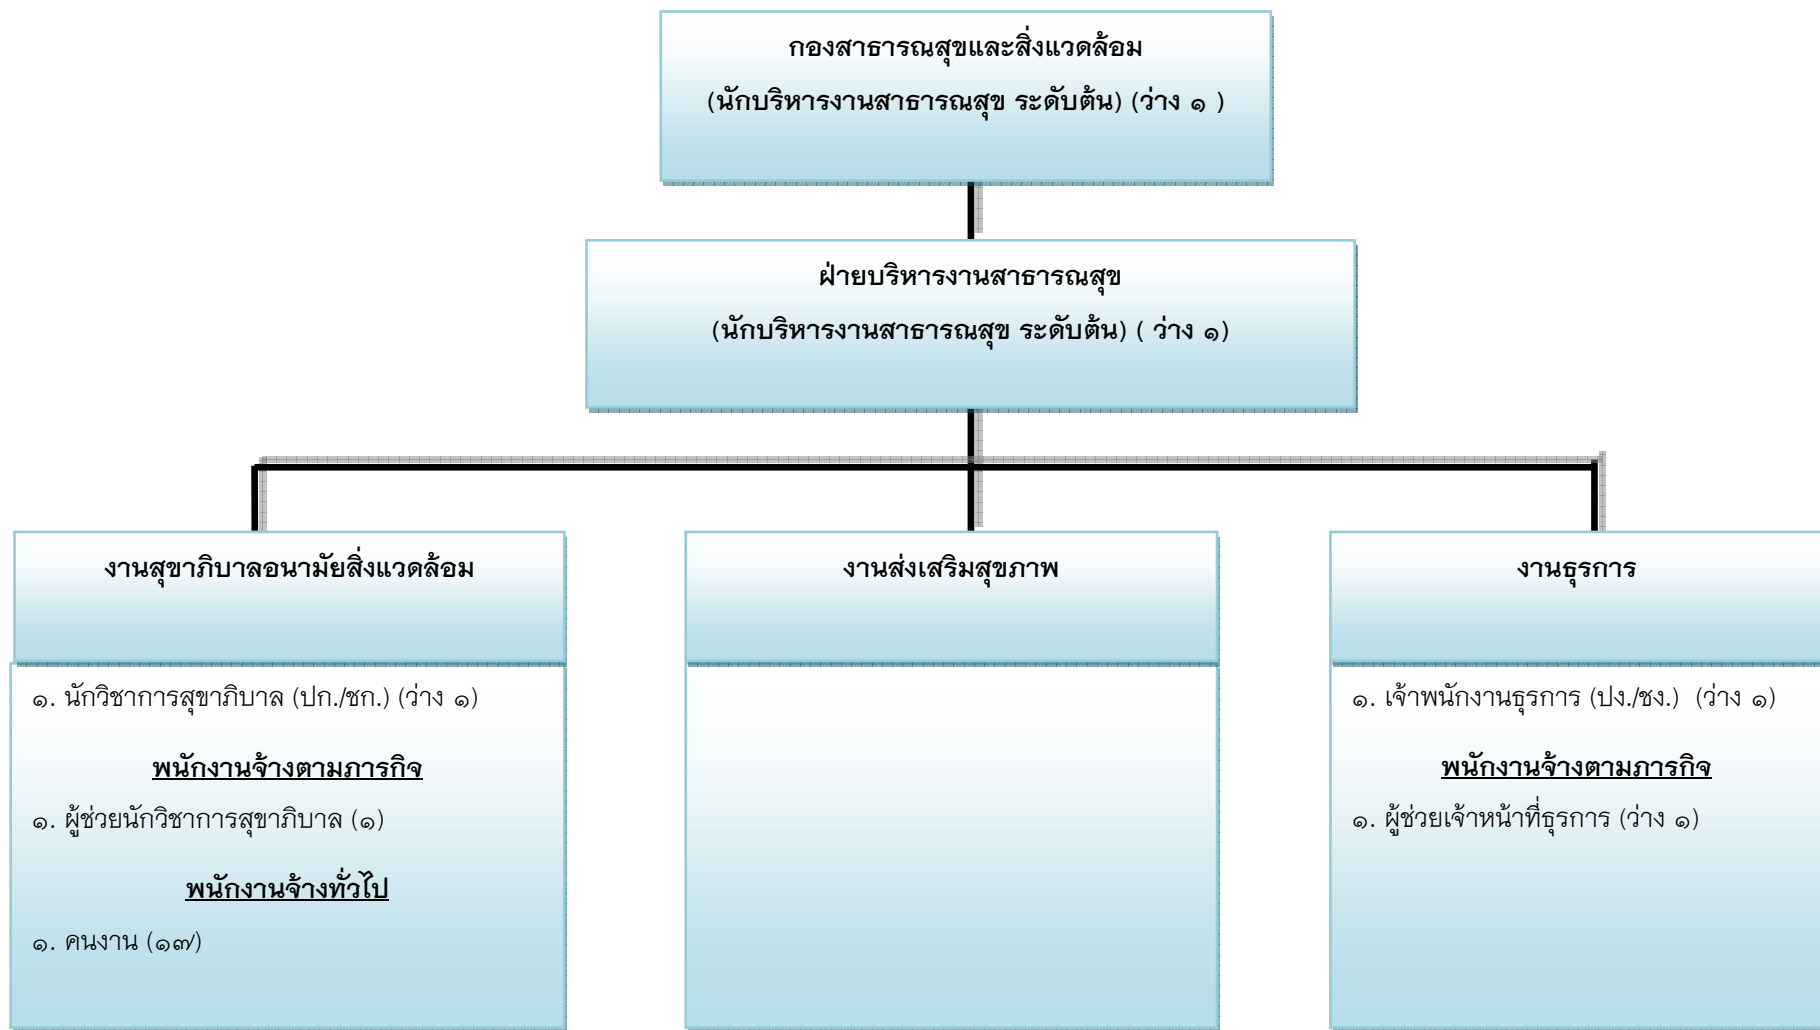 กองสาธารณสุขและสิ่งแวดล้อม
(นักบริหารงานสาธารณสุข ระดับต้น) (ว่าง ๑ )
ฝ่ายบริหารงานสาธารณสุข
(นักบริหารงานสาธารณสุข ระดับต้น) ( ว่าง ๑)
งานสุขาภิบาลอนามัยสิ่งแวดล้อม
๑. นักวิชาการสุขาภิบาล (ปก./ชก.) (ว่าง ๑)
พนักงานจ้างตามภารกิจ
๑. ผู้ช่วยนักวิชาการสุขาภิบาล (๑)
พนักงานจ้างทั่วไป
๑. คนงาน (๑๗)
งานส่งเสริมสุขภาพ
งานธุรการ
๑. เจ้าพนักงานธุรการ (ปง./ชง.) (ว่าง ๑)
พนักงานจ้างตามภารกิจ
๑. ผู้ช่วยเจ้าหน้าที่ธุรการ (ว่าง ๑)